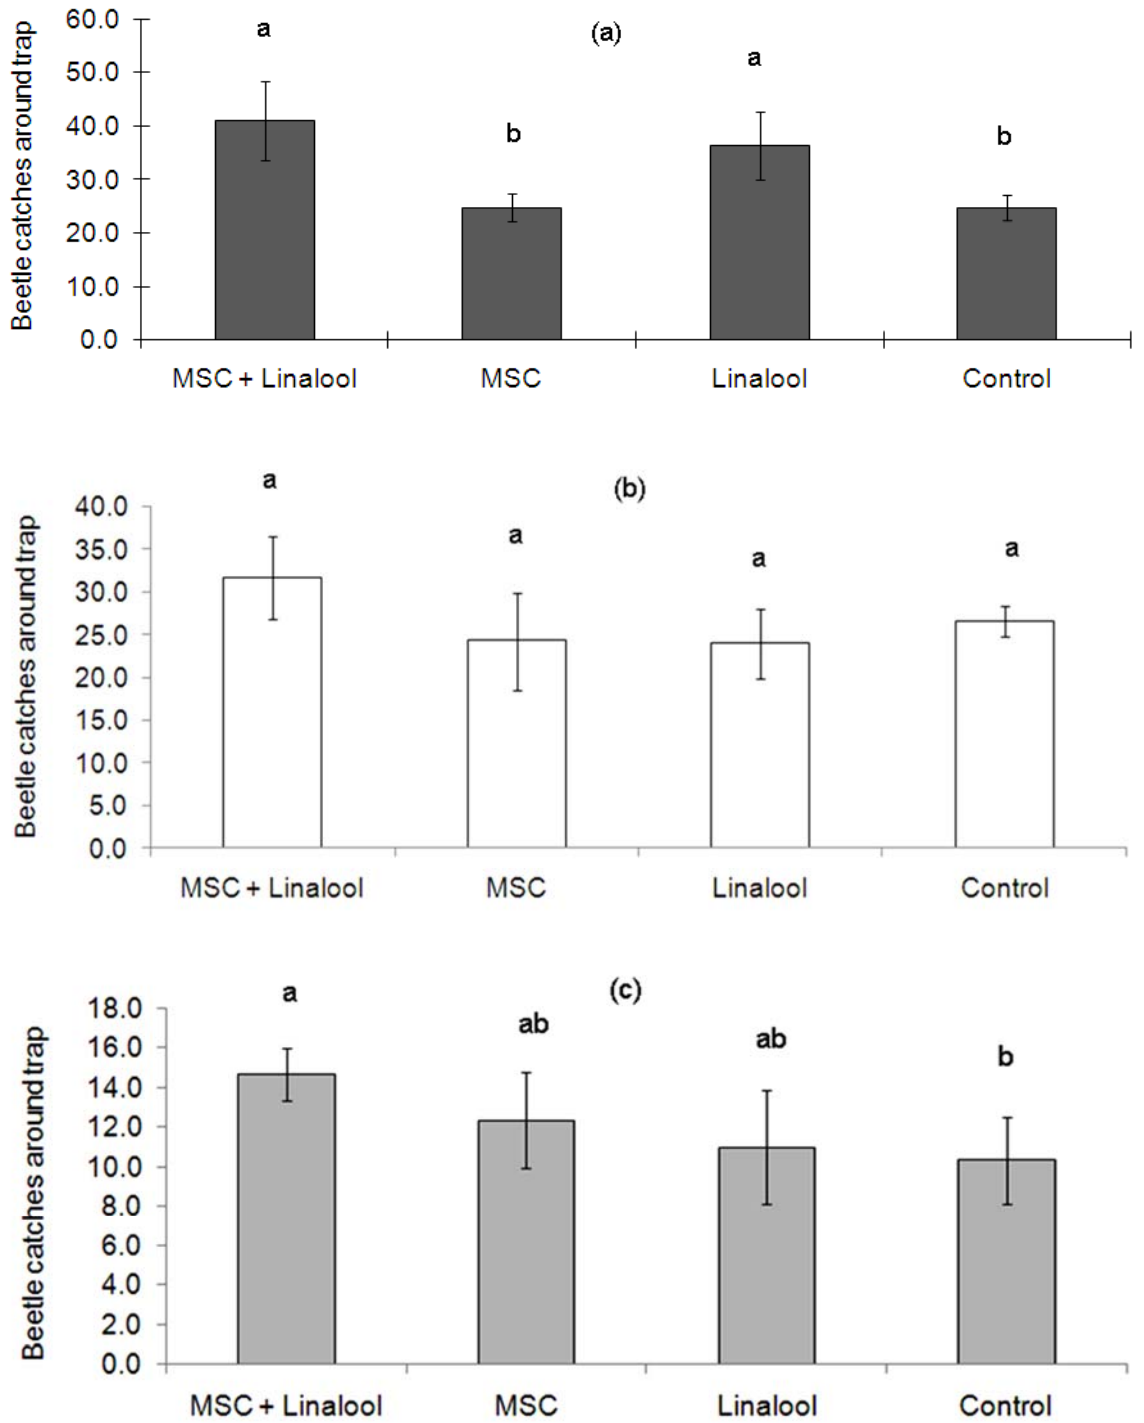 (a)
Beetle catches around trap
60.0
50.0
40.0
30.0
20.0
10.0
0.0
a
b
a
b
MSC + Linalool
MSC
Linalool
Control
(b)
Beetle catches around trap
40.0
35.0
30.0
25.0
20.0
15.0
10.0
5.0
0.0
a
a
a
a
MSC + Linalool
MSC
Linalool
Control
(c)
Beetle catches around trap
18.0
16.0
14.0
12.0
10.0
8.0
6.0
4.0
2.0
0.0
a
ab
ab
b
MSC + Linalool
MSC
Linalool
Control